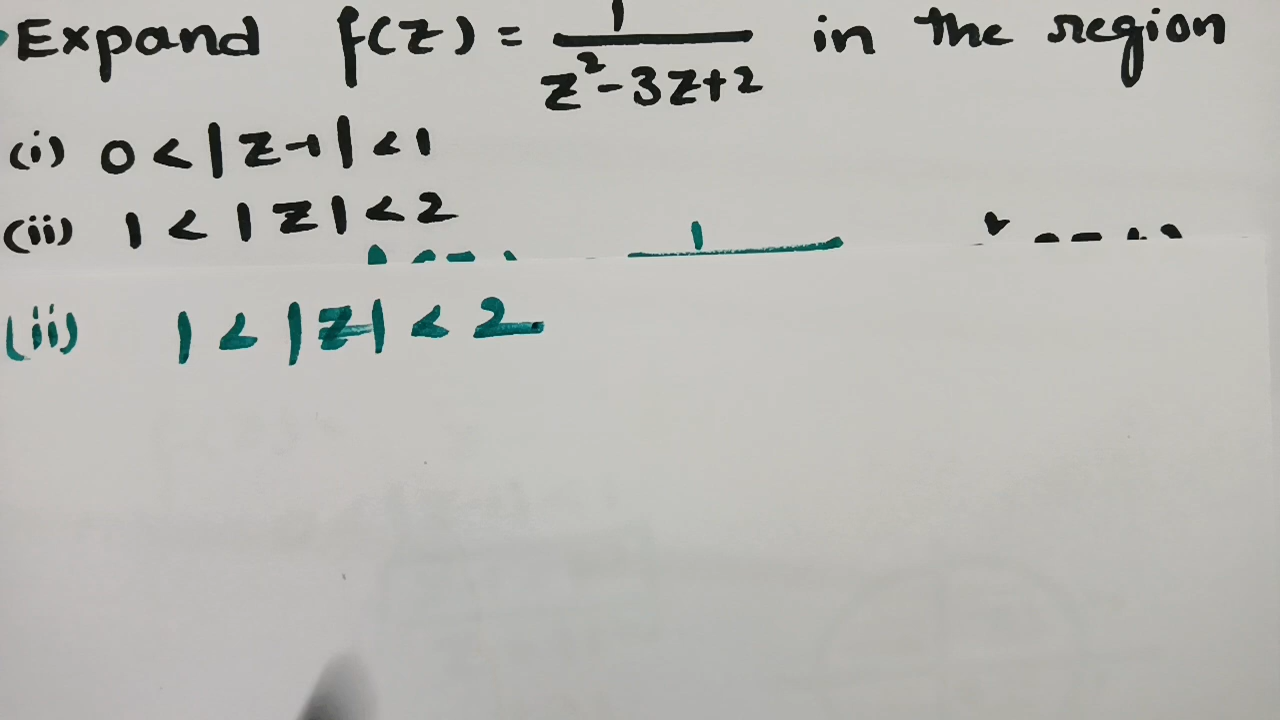 Expand f(z) = 1/(z²-3z+2) in the region
(i) 0 < |z-1| < 1
(ii) 1 < |z| < 2
(ii) 1 < |z| < 2